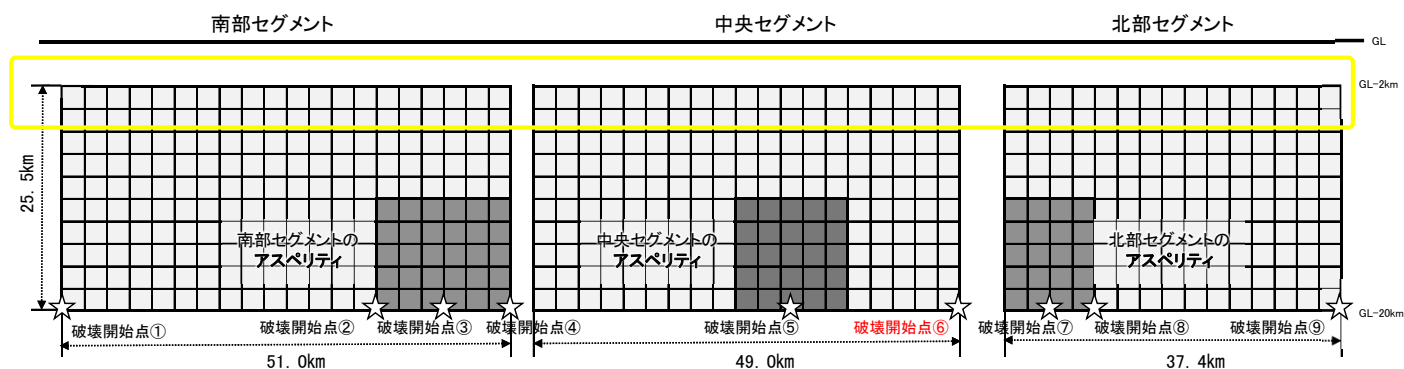 南部セグメント
中央セグメント
北部セグメント
GL
GL-2km
25.5km
南部セグメントの
アスペリティ
中央セグメントの
アスペリティ
北部セグメントの
アスペリティ
破壊開始点①
破壊開始点②
破壊開始点③
破壊開始点④
破壊開始点⑤
破壊開始点⑥
破壊開始点⑦
破壊開始点⑧
破壊開始点⑨
GL-20km
51.0km
49.0km
37.4km